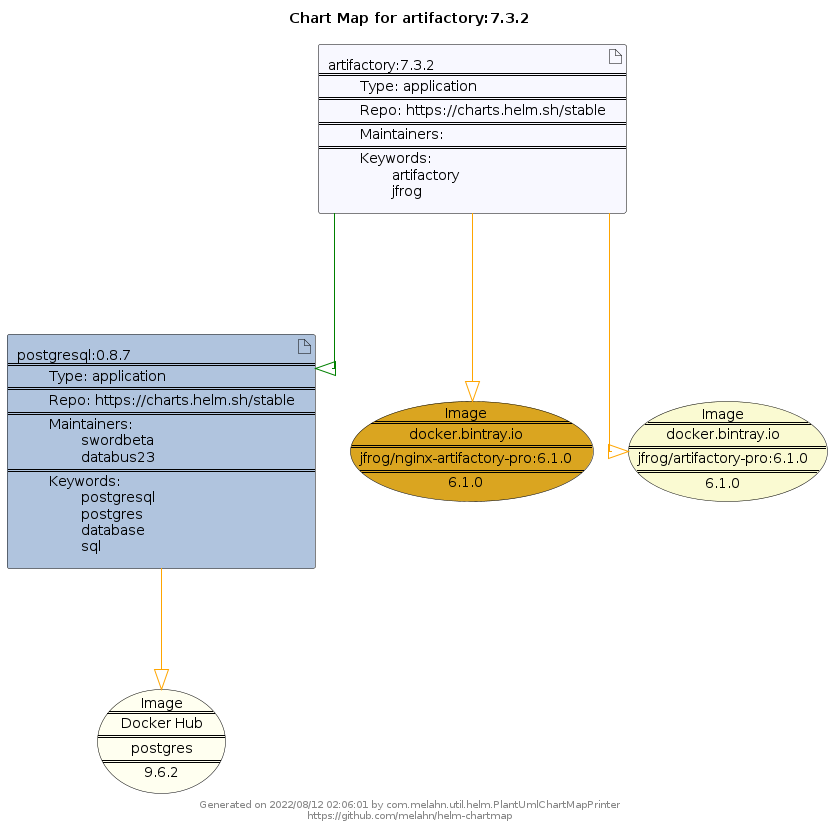 Chart Map for artifactory:7.3.2
artifactory:7.3.2
Type: application
Repo: https://charts.helm.sh/stable
Maintainers:
Keywords:
artifactory
jfrog
postgresql:0.8.7
Type: application
Repo: https://charts.helm.sh/stable
Maintainers:
swordbeta
databus23
Keywords:
postgresql
postgres
database
sql
Image
docker.bintray.io
jfrog/nginx-artifactory-pro:6.1.0
6.1.0
Image
docker.bintray.io
jfrog/artifactory-pro:6.1.0
6.1.0
Image
Docker Hub
postgres
9.6.2
Generated on 2022/08/12 02:06:01 by com.melahn.util.helm.PlantUmlChartMapPrinter
https://github.com/melahn/helm-chartmap